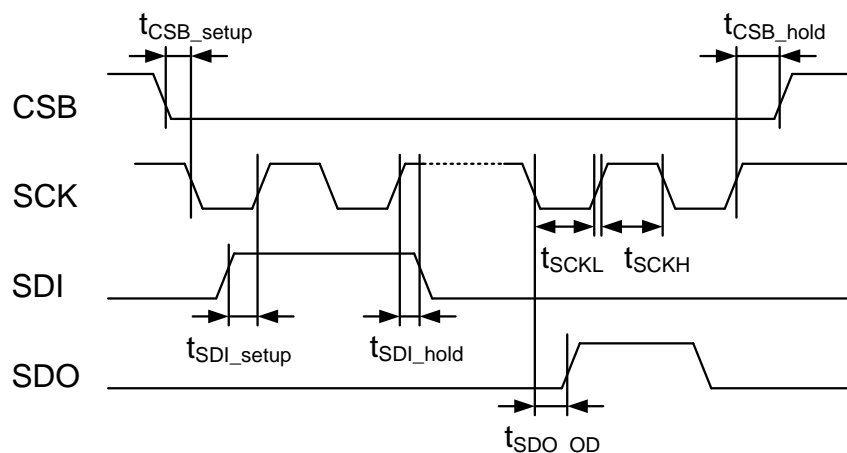 tCSB_setup
tCSB_hold
CSB
SCK
tSCKL
tSCKH
SDI
tSDI_setup
tSDI_hold
SDO
tSDO_OD